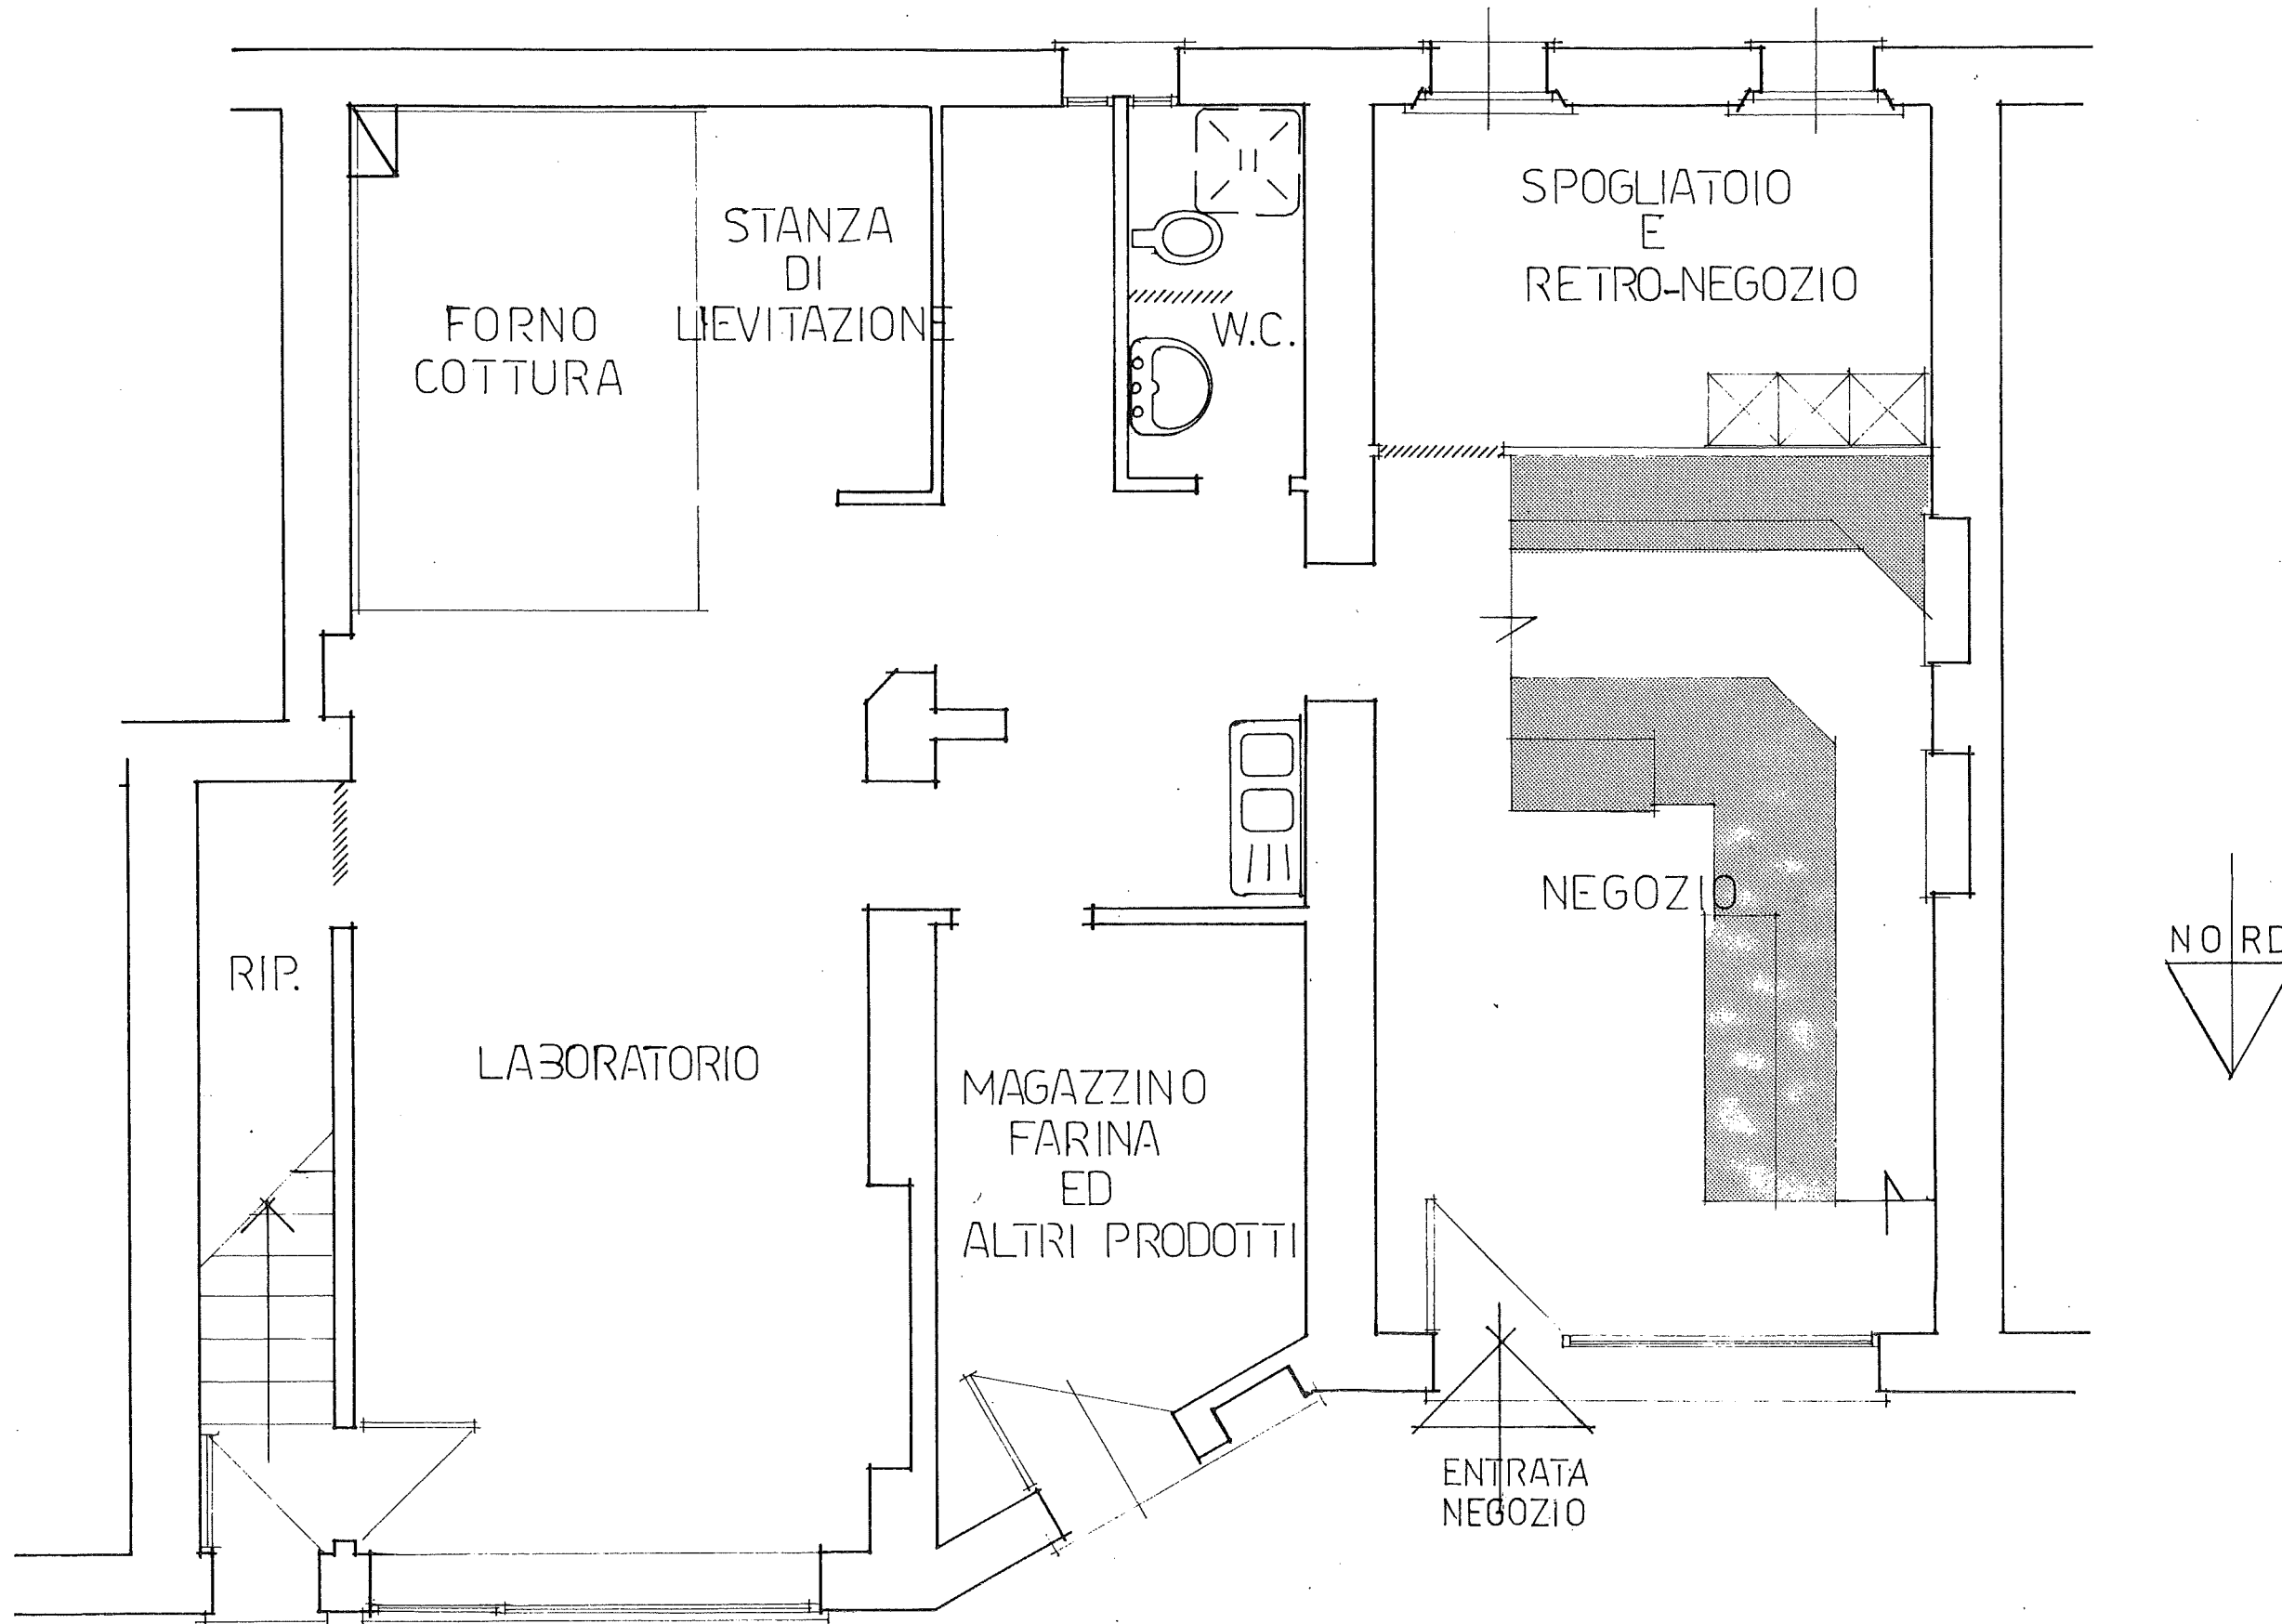 STANZA
DI
LIEVITAZIONE
FORNO
COTTURA
W.C.
SPOGLIATOIO
E
RETRO-NEGOZIO
NEGOZIO
NORD
RIP.
LABORATORIO
MAGAZZINO
FARINA
ED
ALTRI PRODOTTI
ENTRATA
NEGOZIO